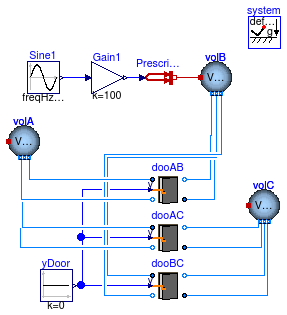 system
def...
g
Sine1
Gain1
Prescri...
volB
V...
freqHz...
k=100
volA
V...
dooAB
y
volC
V...
dooAC
y
dooBC
yDoor
y
k=0